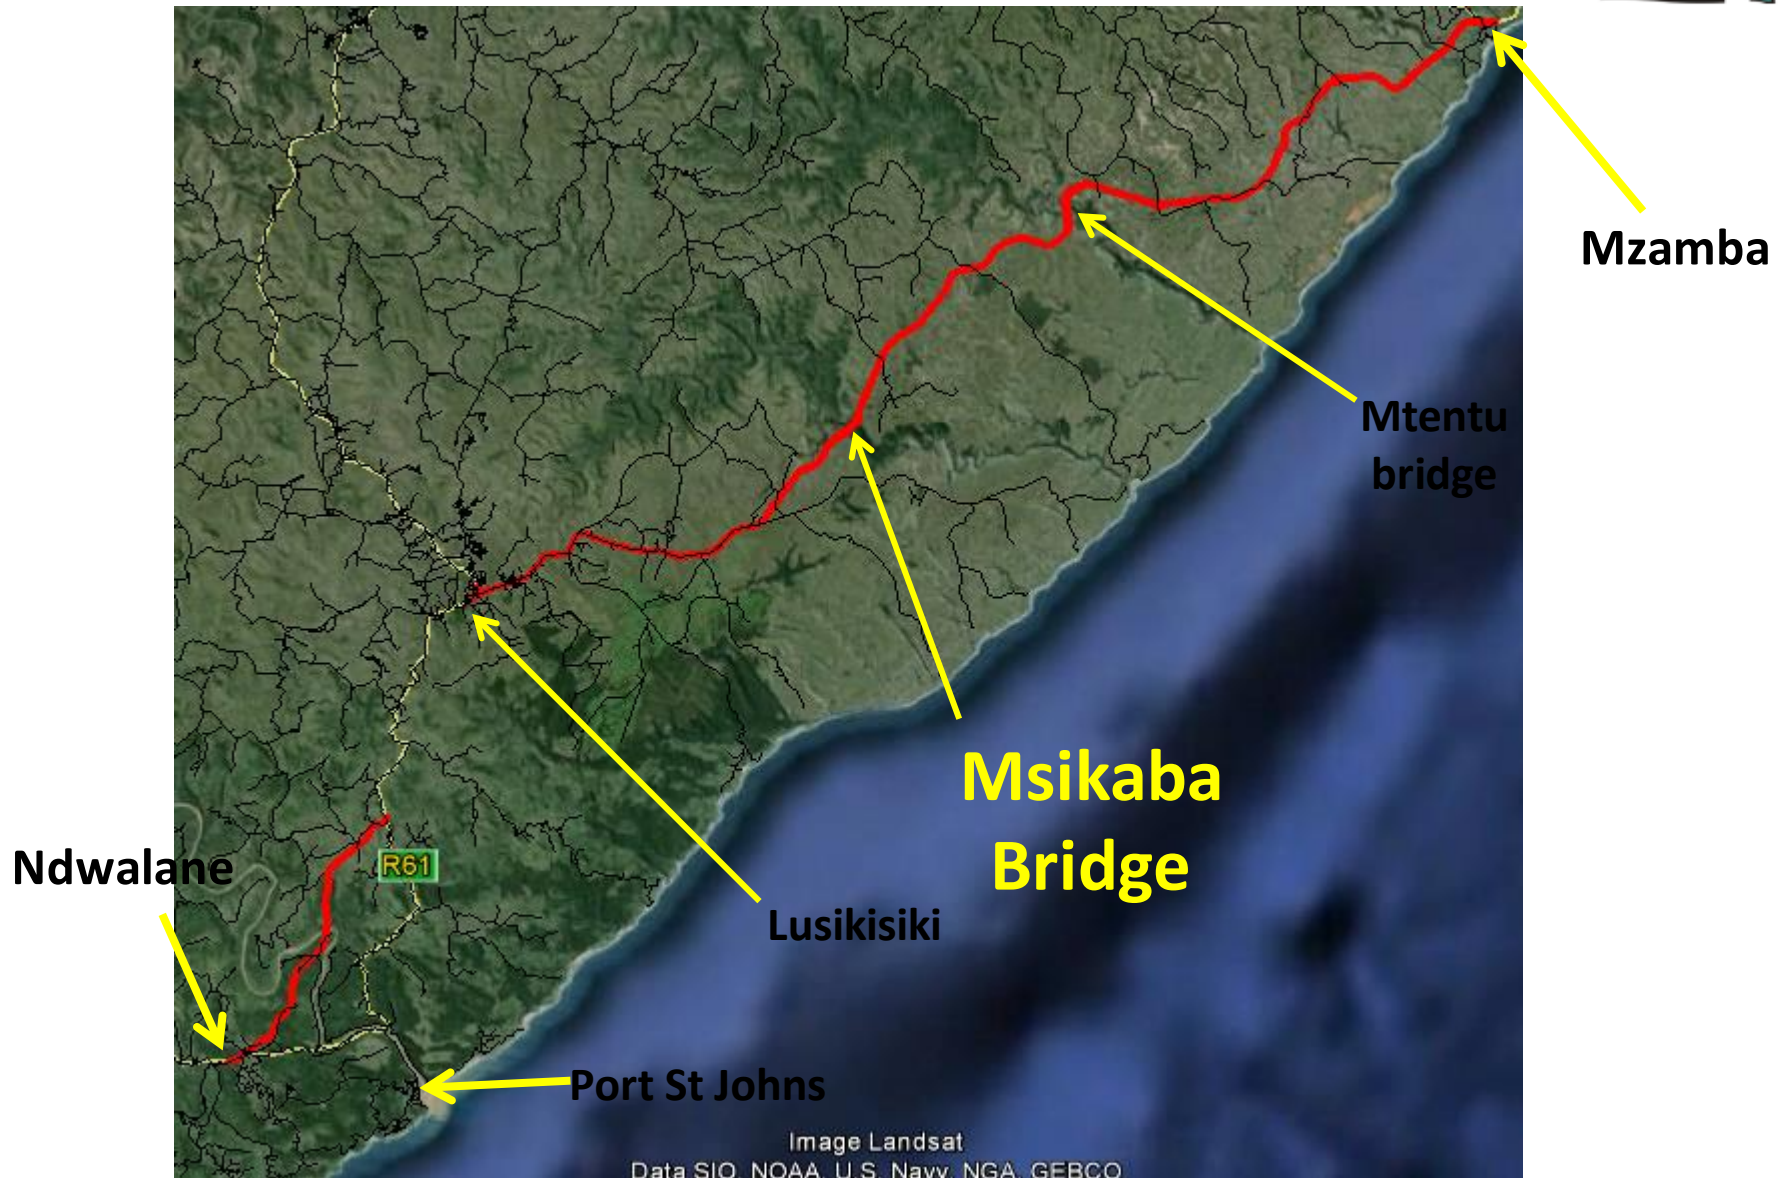 Mzamba
Mtentu
bridge
Msikaba
Bridge
Ndwalane
R61
Lusikisiki
Port St Johns
Image Landsat
Data SIO, NOAA, U.S. Navy, NGA, GEBCO